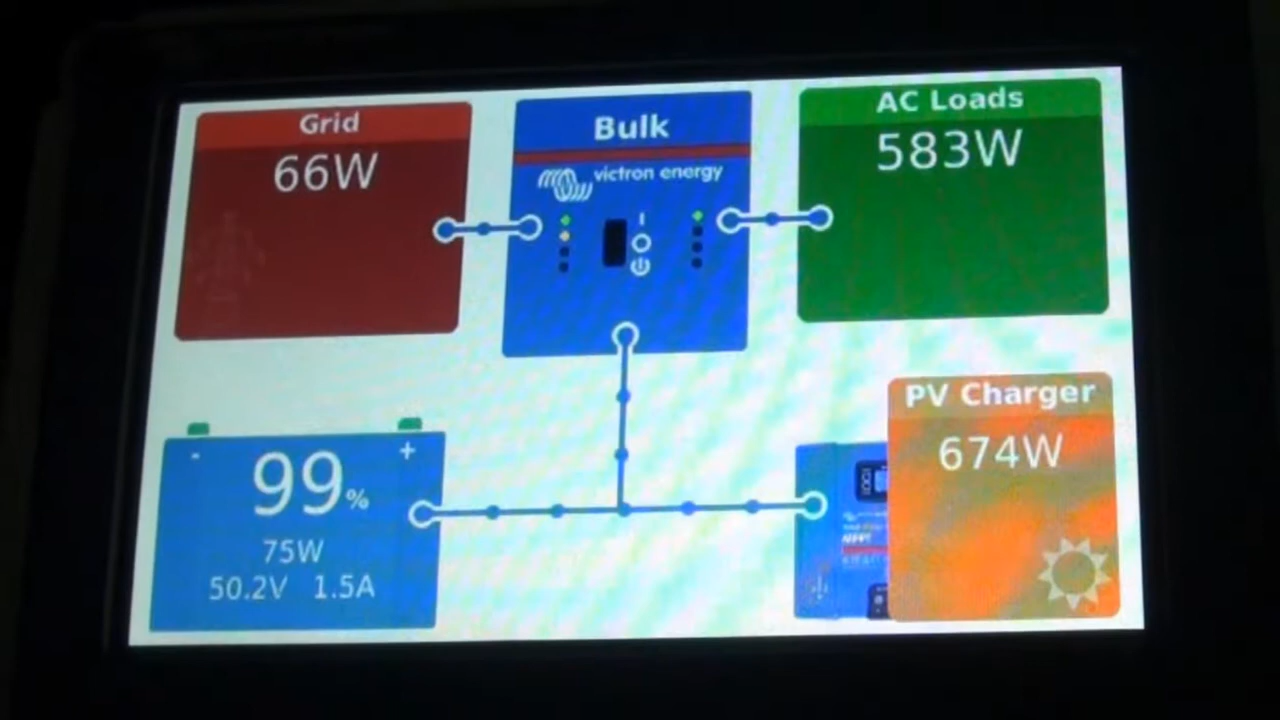 Grid
66W
Bulk
victron energy
AC Loads
583W
- +
99%
75W
50.2V 1.5A
PV Charger
674W